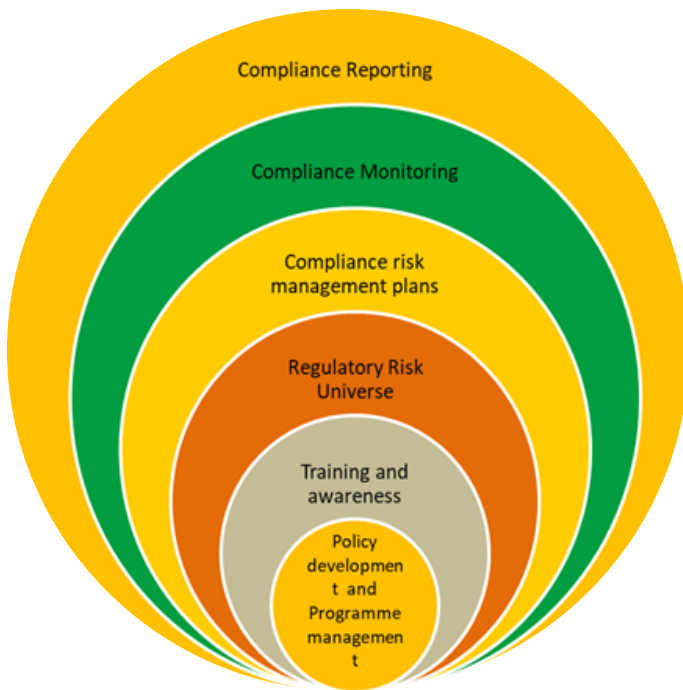 Compliance Reporting
Compliance Monitoring
Compliance risk
management plans
Regulatory Risk
Universe
Training and
awareness
Policy
developmen
t and
Programme
managemen
t